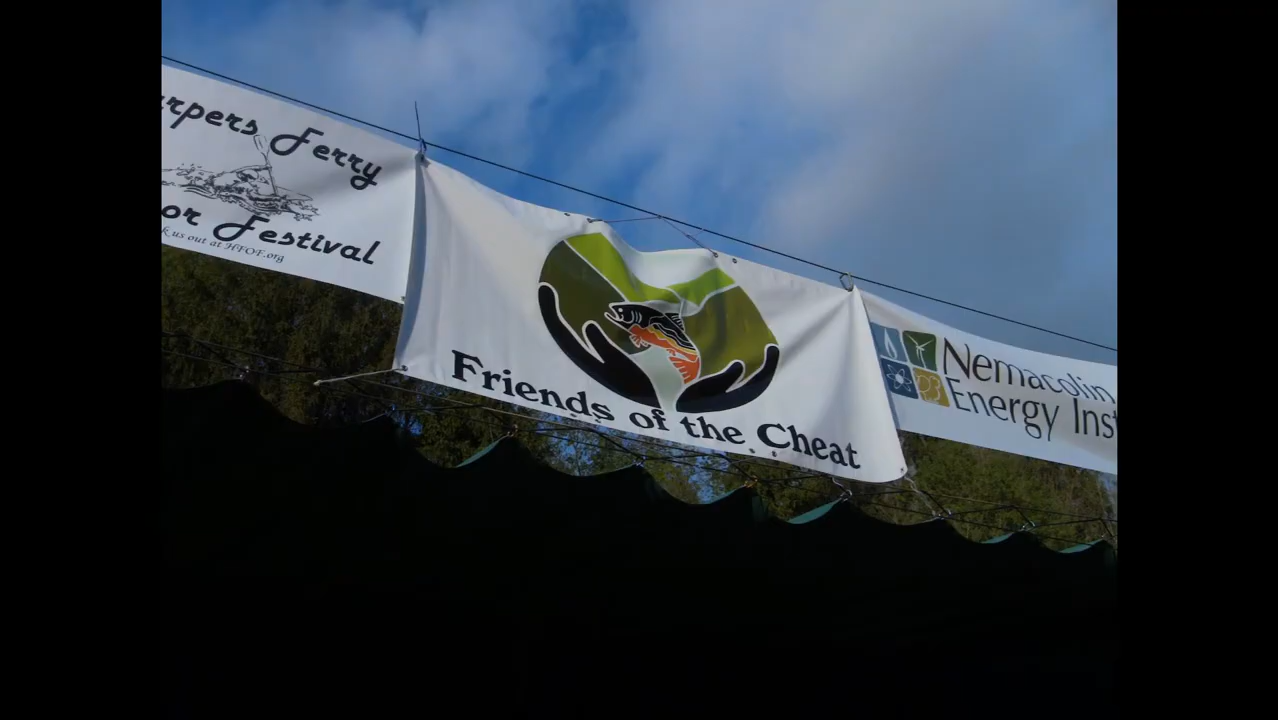 rpers Ferry
or Festival
k us out at HFOF.org
Friends of the Cheat
Nemacolin
Energy Inst